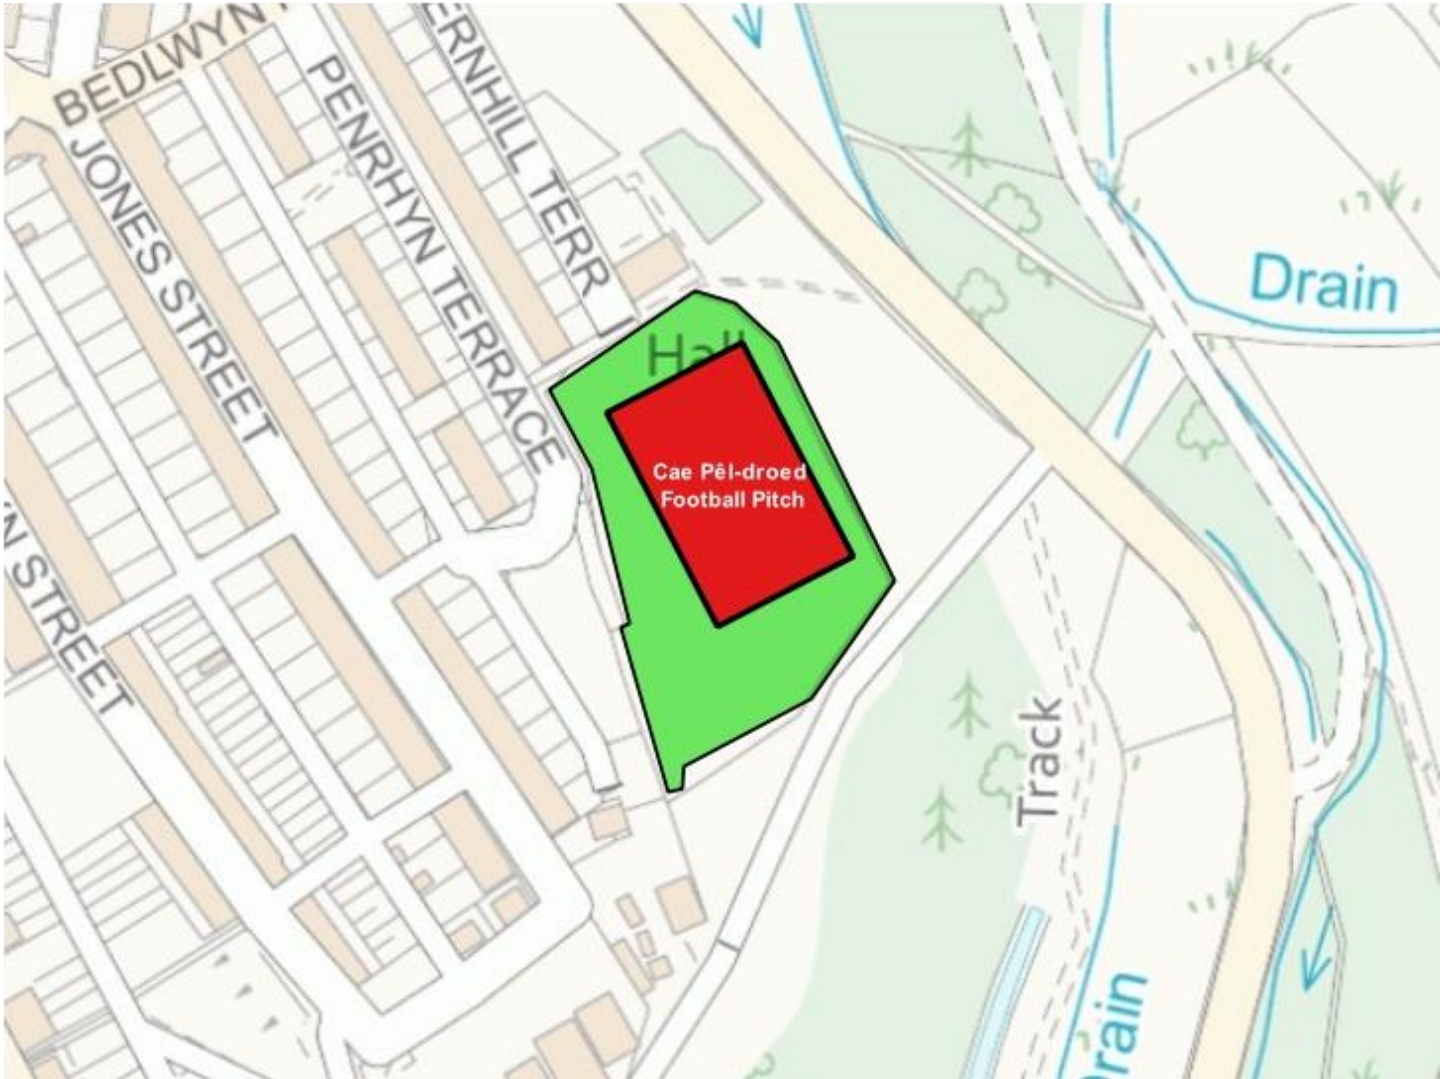 BEDLWYN
ERNHILL TERR
PENRHYN TERRACE
JONES STREET
N STREET
Hall
Cae Pêl-droed
Football Pitch
Drain
Track
Drain